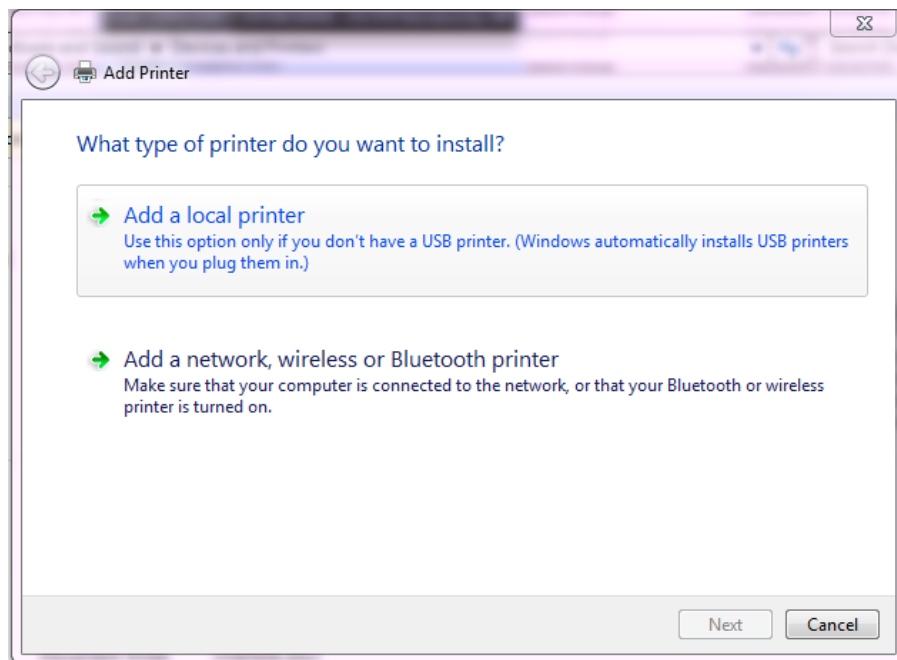 Add Printer
What type of printer do you want to install?
Add a local printer
Use this option only if you don't have a USB printer. (Windows automatically installs USB printers
when you plug them in.)
Add a network, wireless or Bluetooth printer
Make sure that your computer is connected to the network, or that your Bluetooth or wireless
printer is turned on.
Next
Cancel